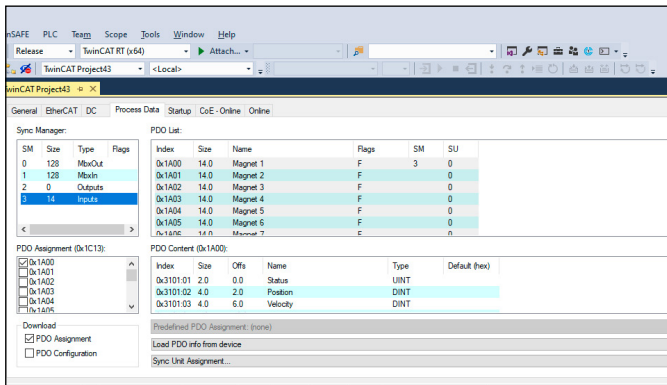 nSAFE PLC Team Scope Tools Window Help
Release TwinCAT RT (x64) Attach...
TwinCAT Project43 <Local>
winCAT Project43
General EtherCAT DC Process Data Startup CoE - Online Online
Sync Manager:
SM Size Type Flags
0 128 MbxOut
1 128 MbxIn
2 0 Outputs
3 14 Inputs
PDO List:
Index Size Name Flags SM SU
0x1A00 14.0 Magnet 1 F 3 0
0x1A01 14.0 Magnet 2 F 0
0x1A02 14.0 Magnet 3 F 0
0x1A03 14.0 Magnet 4 F 0
0x1A04 14.0 Magnet 5 F 0
0x1A05 14.0 Magnet 6 F 0
0x1A06 14.0 Magnet 7 F 0
PDO Assignment (0x1C13):
0x1A00
0x1A01
0x1A02
0x1A03
0x1A04
0x1A05
PDO Content (0x1A00):
Index Size Offs Name Type Default (hex)
0x3101:01 2.0 0.0 Status UINT
0x3101:02 4.0 2.0 Position DINT
0x3101:03 4.0 6.0 Velocity DINT
Download
PDO Assignment
PDO Configuration
Predefined PDO Assignment: (none)
Load PDO info from device
Sync Unit Assignment...